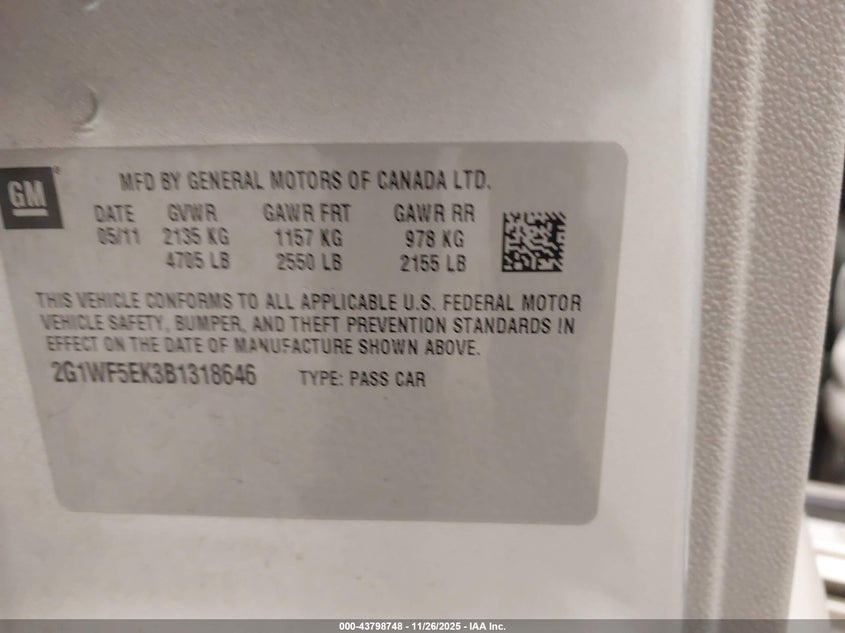 GM
MFD BY GENERAL MOTORS OF CANADA LTD.
DATE GVWR GAWR FRT GAWR RR
05/11 2135 KG 1157 KG 978 KG
4705 LB 2550 LB 2155 LB
THIS VEHICLE CONFORMS TO ALL APPLICABLE U.S. FEDERAL MOTOR
VEHICLE SAFETY, BUMPER, AND THEFT PREVENTION STANDARDS IN
EFFECT ON THE DATE OF MANUFACTURE SHOWN ABOVE.
2G1WF5EK3B1318646 TYPE: PASS CAR
000-43798748 - 11/26/2025 - IAA Inc.